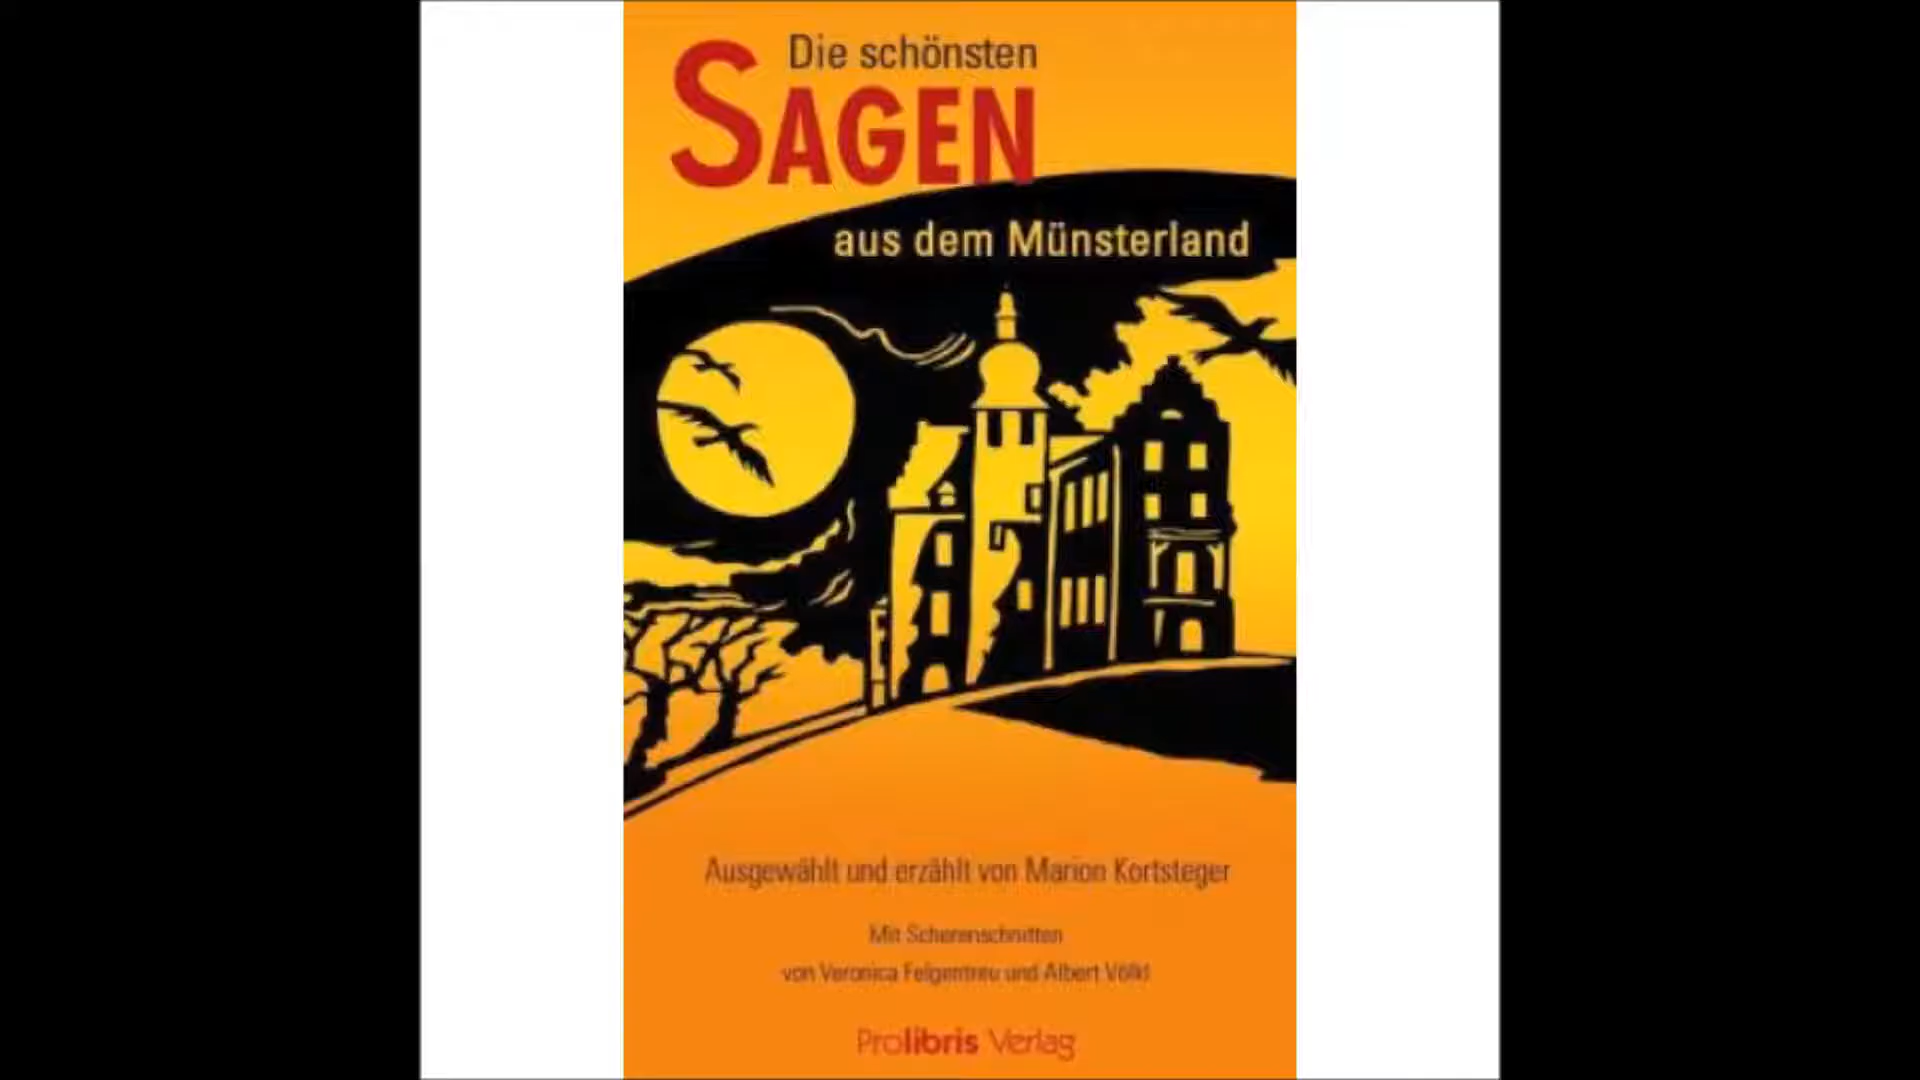 Die schönsten
SAGEN
aus dem Münsterland
Ausgewählt und erzählt von Marion Kortsteger
Mit Scherenschnitten
von Veronica Felgentreu und Albert Völkl
Prolibris Verlag